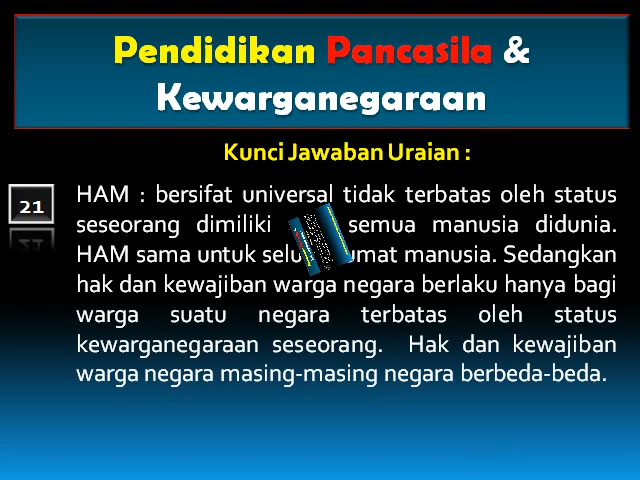 Pendidikan Pancasila &
Kewarganegaraan
Kunci Jawaban Uraian :
21
HAM : bersifat universal tidak terbatas oleh status
seseorang dimiliki semua manusia didunia.
HAM sama untuk umat manusia. Sedangkan
hak dan kewajiban warga negara berlaku hanya bagi
warga suatu negara terbatas oleh status
kewarganegaraan seseorang. Hak dan kewajiban
warga negara masing-masing negara berbeda-beda.